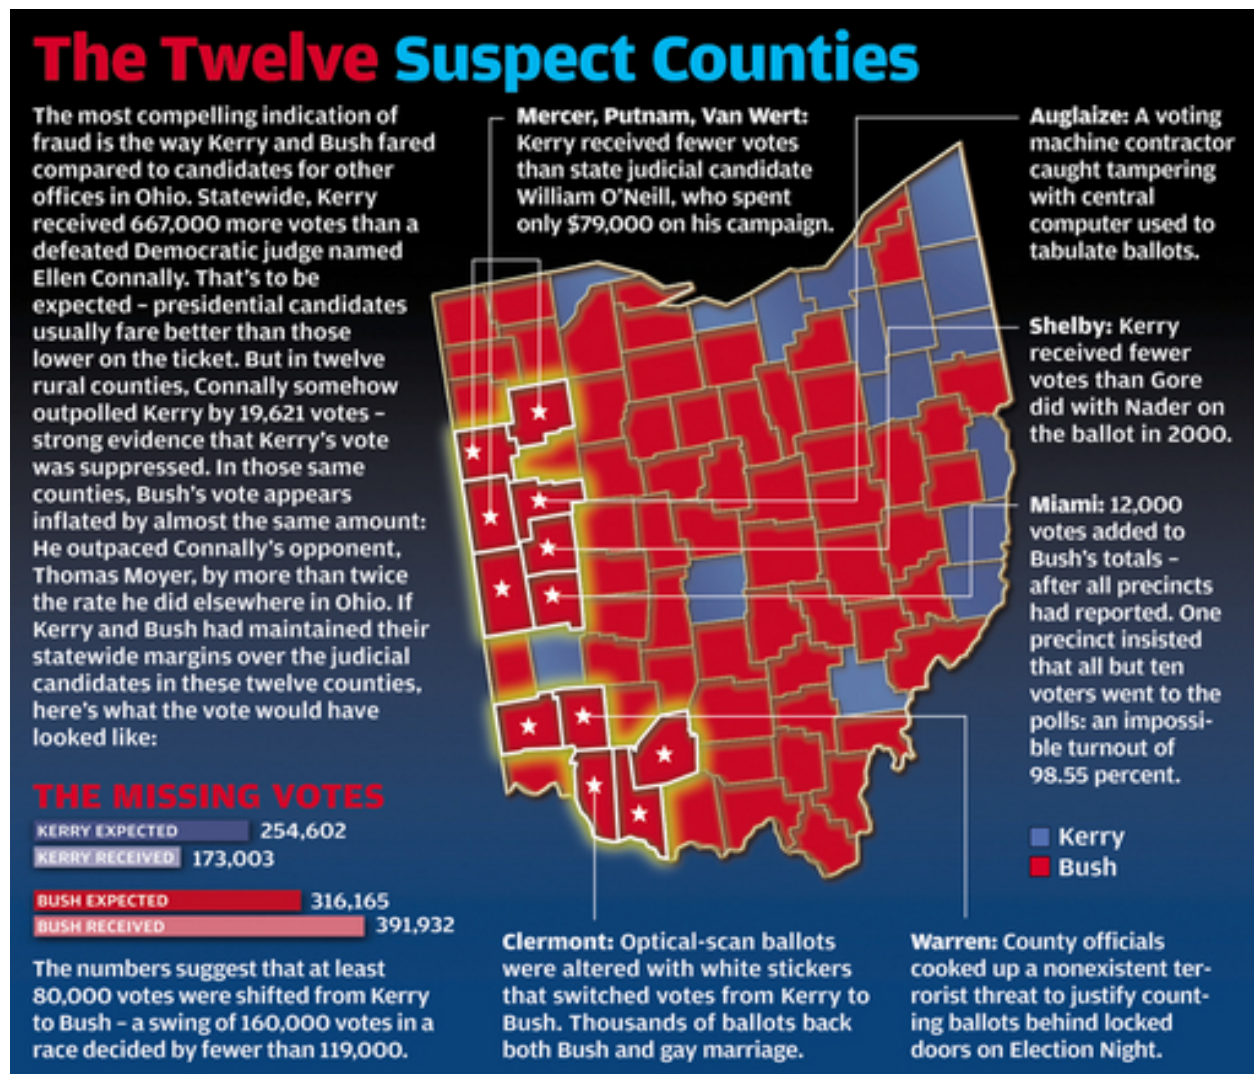 The Twelve Suspect Counties
The most compelling indication of
fraud is the way Kerry and Bush fared
compared to candidates for other
offices in Ohio. Statewide, Kerry
received 667,000 more votes than a
defeated Democratic judge named
Ellen Connally. That's to be
expected – presidential candidates
usually fare better than those
lower on the ticket. But in twelve
rural counties, Connally somehow
outpolled Kerry by 19,621 votes –
strong evidence that Kerry's vote
was suppressed. In those same
counties, Bush's vote appears
inflated by almost the same amount:
He outpaced Connally's opponent,
Thomas Moyer, by more than twice
the rate he did elsewhere in Ohio. If
Kerry and Bush had maintained their
statewide margins over the judicial
candidates in these twelve counties,
here's what the vote would have
looked like:
THE MISSING VOTES
KERRY EXPECTED 254,602
KERRY RECEIVED 173,003
BUSH EXPECTED 316,165
BUSH RECEIVED 391,932
The numbers suggest that at least
80,000 votes were shifted from Kerry
to Bush – a swing of 160,000 votes in a
race decided by fewer than 119,000.
Mercer, Putnam, Van Wert:
Kerry received fewer votes
than state judicial candidate
William O'Neill, who spent
only $79,000 on his campaign.
Auglaize: A voting
machine contractor
caught tampering
with central
computer used to
tabulate ballots.
Shelby: Kerry
received fewer
votes than Gore
did with Nader on
the ballot in 2000.
Miami: 12,000
votes added to
Bush's totals –
after all precincts
had reported. One
precinct insisted
that all but ten
voters went to the
polls: an impossi-
ble turnout of
98.55 percent.
Kerry
Bush
Clermont: Optical-scan ballots
were altered with white stickers
that switched votes from Kerry to
Bush. Thousands of ballots back
both Bush and gay marriage.
Warren: County officials
cooked up a nonexistent ter-
rorist threat to justify count-
ing ballots behind locked
doors on Election Night.